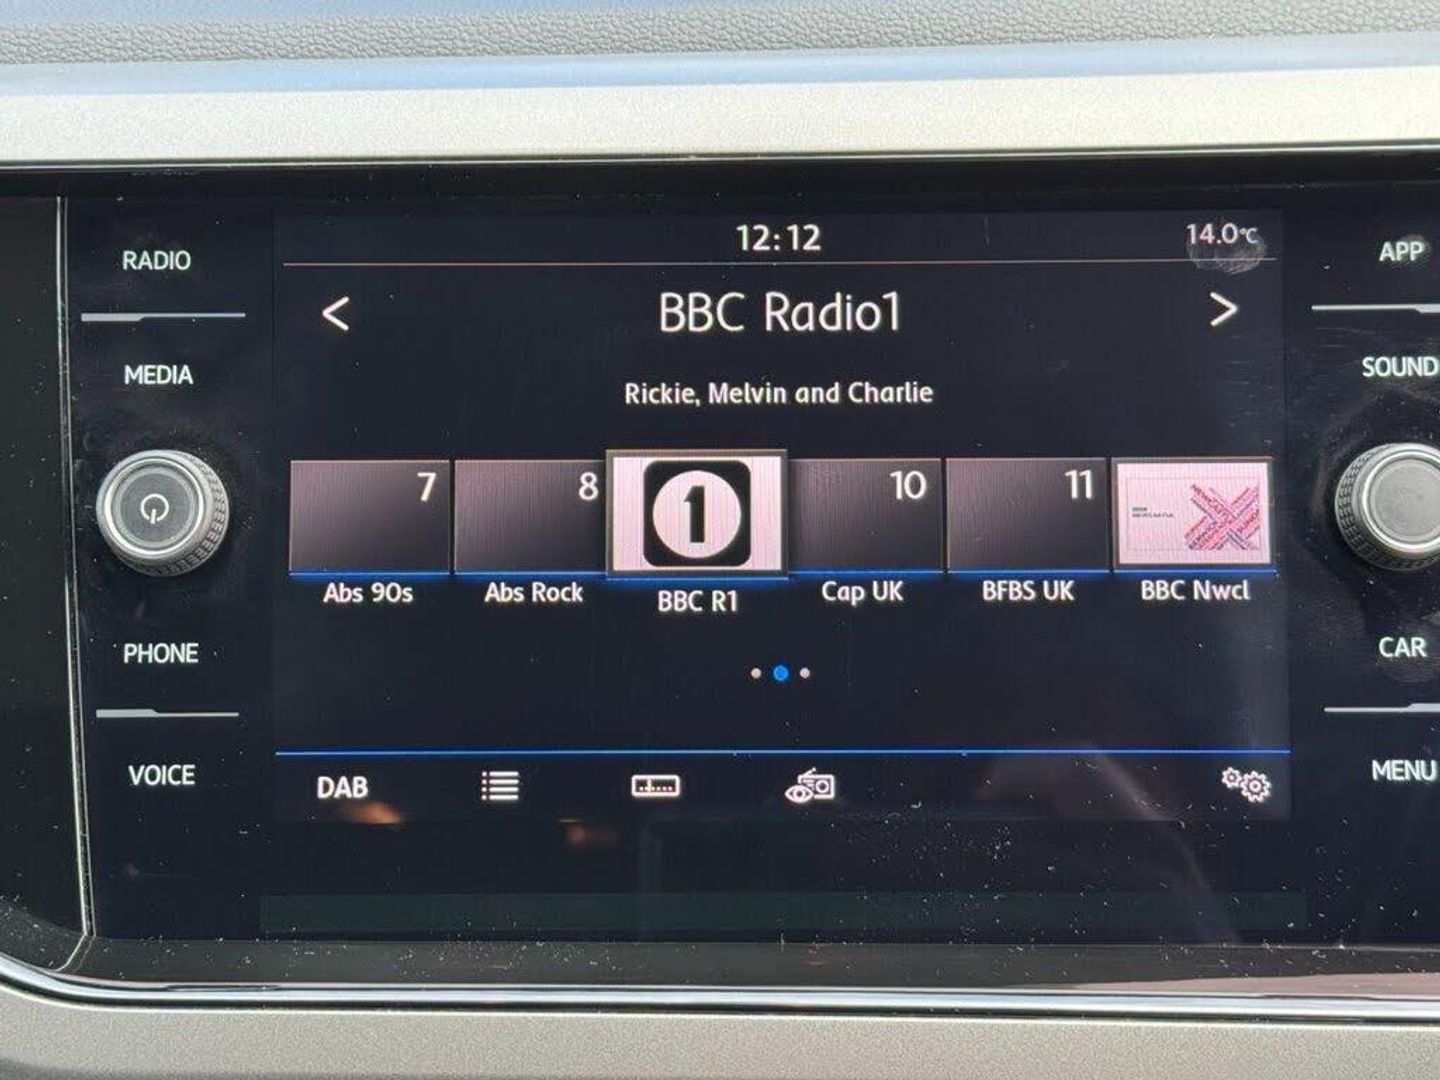 RADIO
MEDIA
PHONE
VOICE
12:12
14.0°C
< BBC Radio1 >
Rickie, Melvin and Charlie
7
8
1
10
11
Abs 90s
Abs Rock
BBC R1
Cap UK
BFBS UK
BBC Nwcl
DAB
APP
SOUND
CAR
MENU